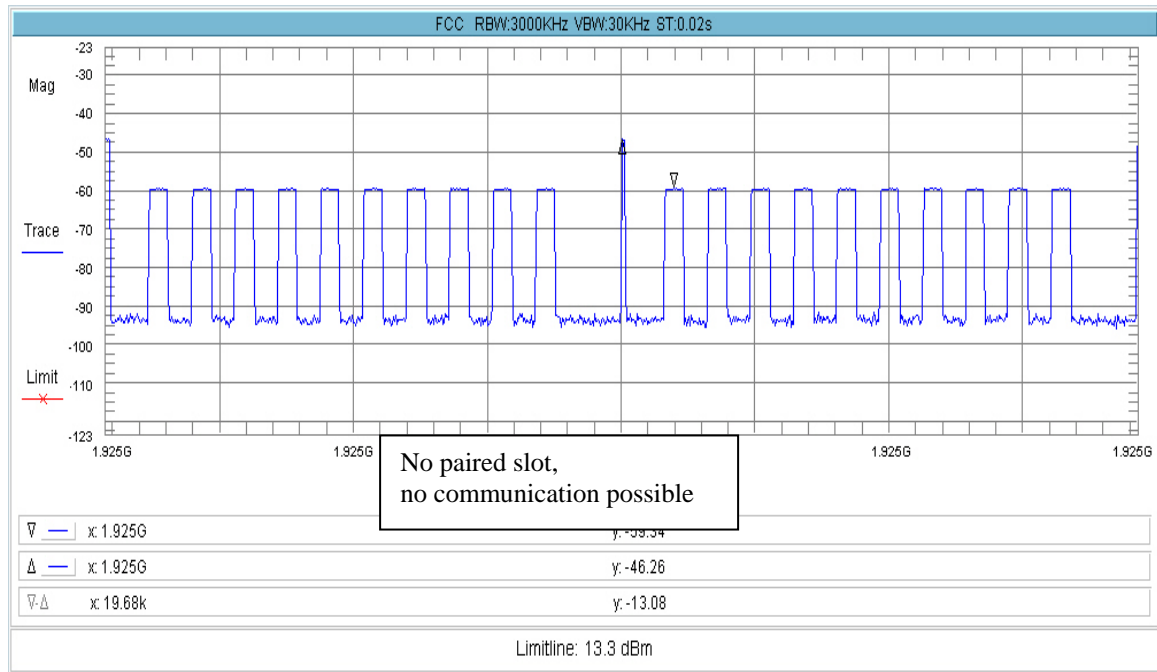 FCC RBW:3000KHz VBW:30KHz ST:0.02s
-23
-30
Mag
-40
-50
-60
-70
Trace
-80
-90
-100
Limit
-110
-123
1.925G 1.925G 1.925G 1.925G
No paired slot,
no communication possible
x: 1.925G y: -59.34
x: 1.925G y: -46.26
∇-Δ x: 19.68k y: -13.08
Limitline: 13.3 dBm